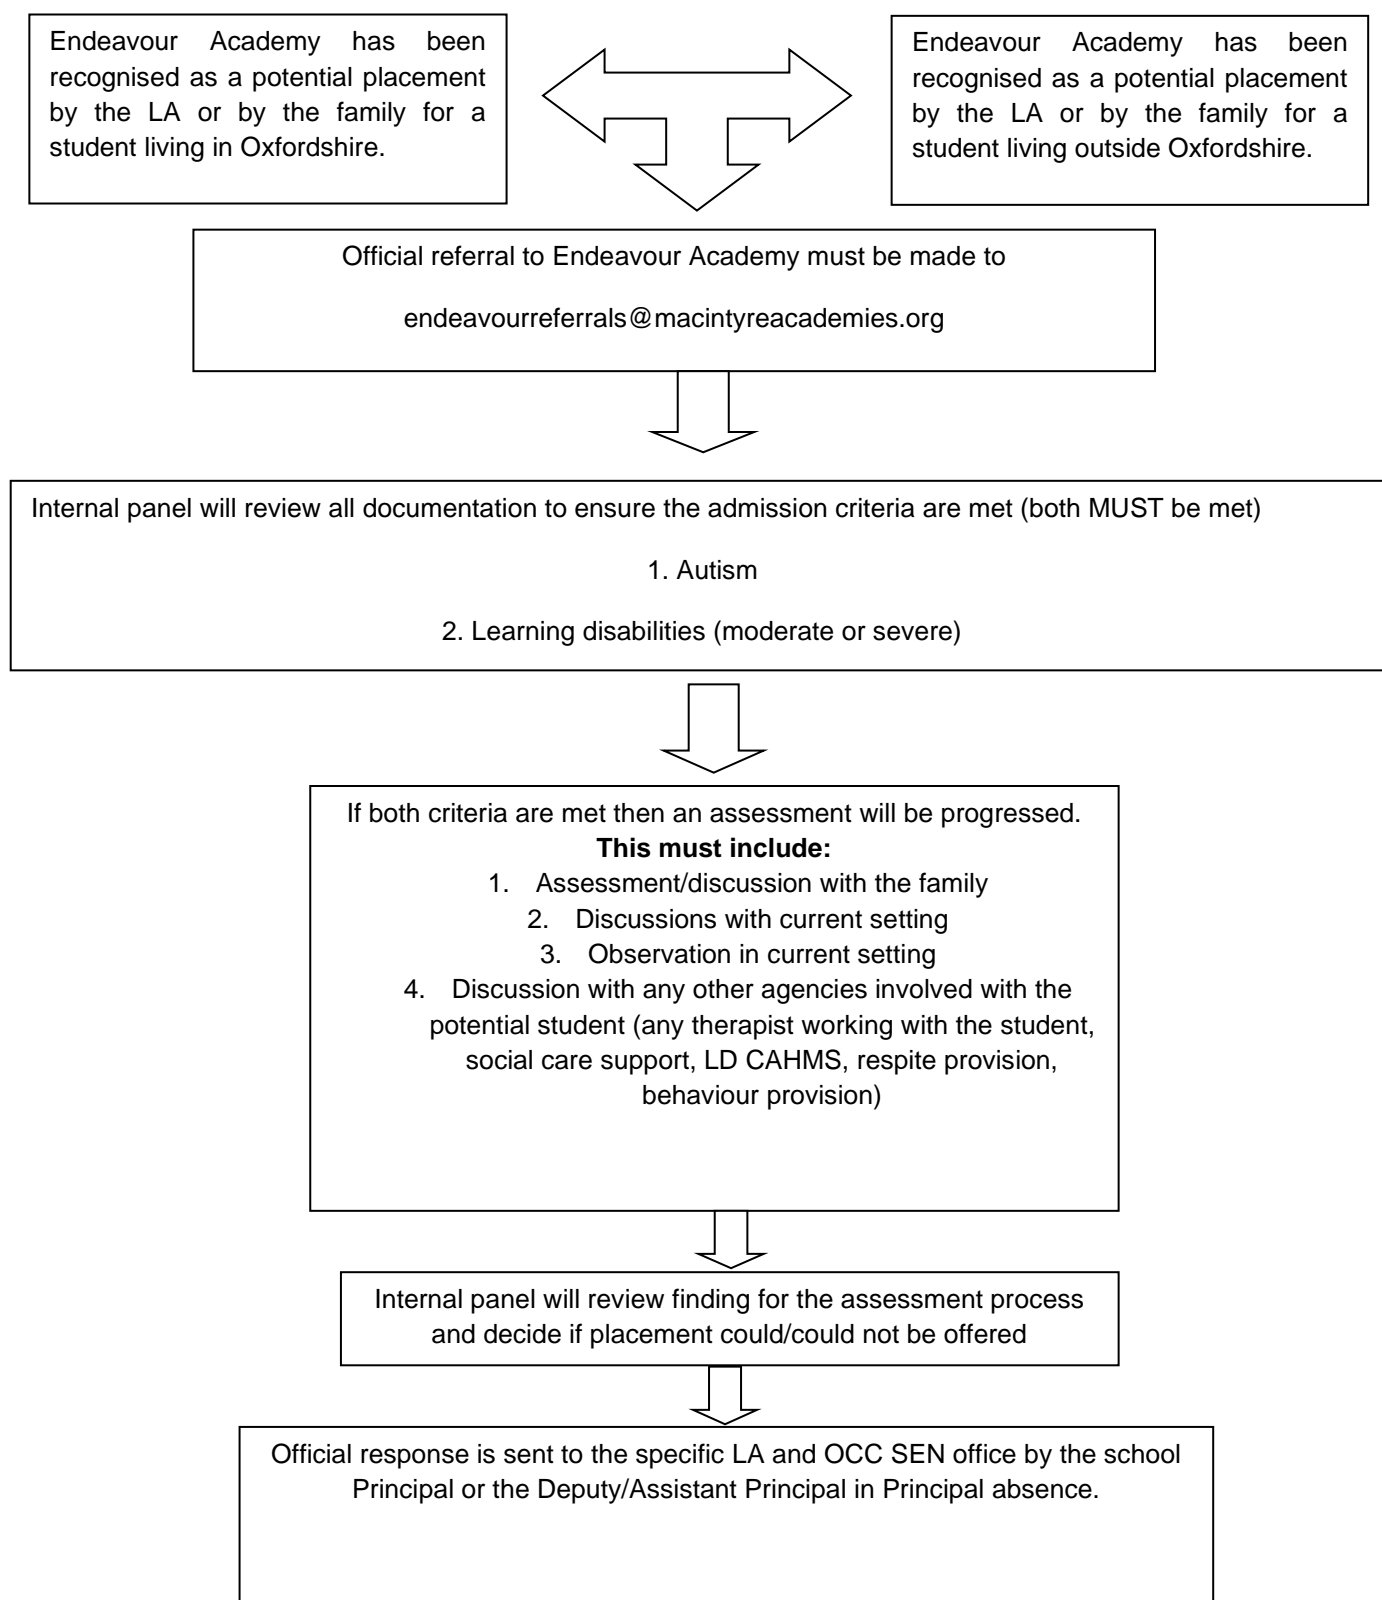 Endeavour Academy has been
recognised as a potential placement
by the LA or by the family for a
student living in Oxfordshire.
Endeavour Academy has been
recognised as a potential placement
by the LA or by the family for a
student living outside Oxfordshire.
Official referral to Endeavour Academy must be made to
endeavourreferrals@macintyreacademies.org
Internal panel will review all documentation to ensure the admission criteria are met (both MUST be met)
1. Autism
2. Learning disabilities (moderate or severe)
If both criteria are met then an assessment will be progressed.
This must include:
1. Assessment/discussion with the family
2. Discussions with current setting
3. Observation in current setting
4. Discussion with any other agencies involved with the
potential student (any therapist working with the student,
social care support, LD CAHMS, respite provision,
behaviour provision)
Internal panel will review finding for the assessment process
and decide if placement could/could not be offered
Official response is sent to the specific LA and OCC SEN office by the school
Principal or the Deputy/Assistant Principal in Principal absence.